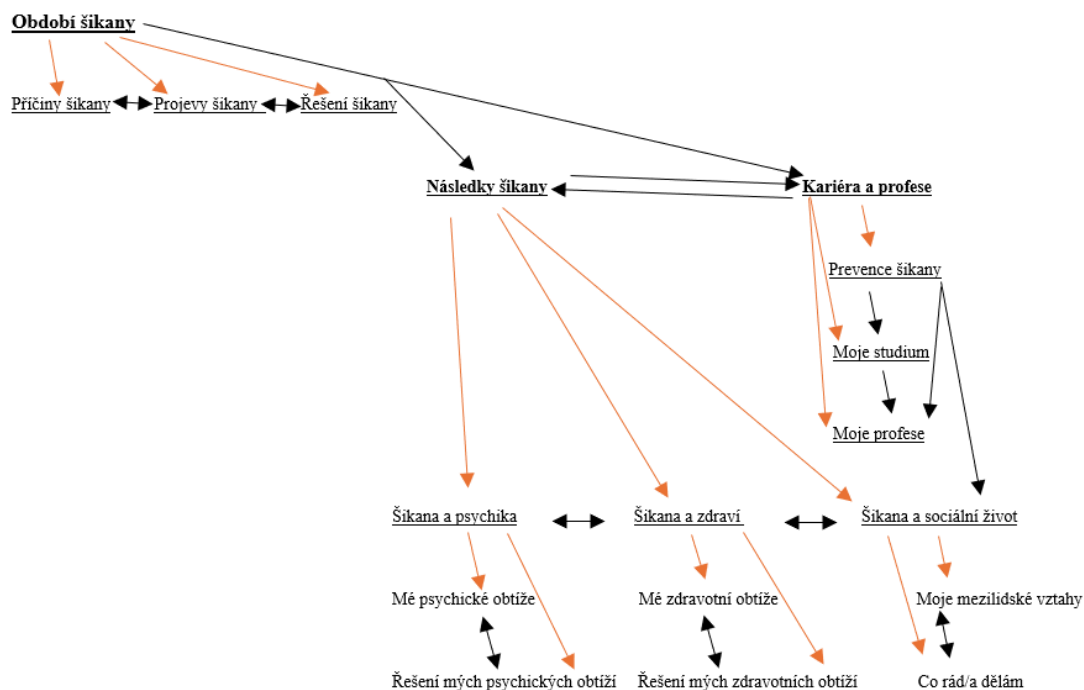 Období šikany
Příčiny šikany
Projevy šikany
Řešení šikany
Následky šikany
Kariéra a profese
Prevence šikany
Moje studium
Moje profese
Šikana a psychika
Šikana a zdraví
Šikana a sociální život
Mé psychické obtíže
Mé zdravotní obtíže
Moje mezilidské vztahy
Řešení mých psychických obtíží
Řešení mých zdravotních obtíží
Co rád/a dělám